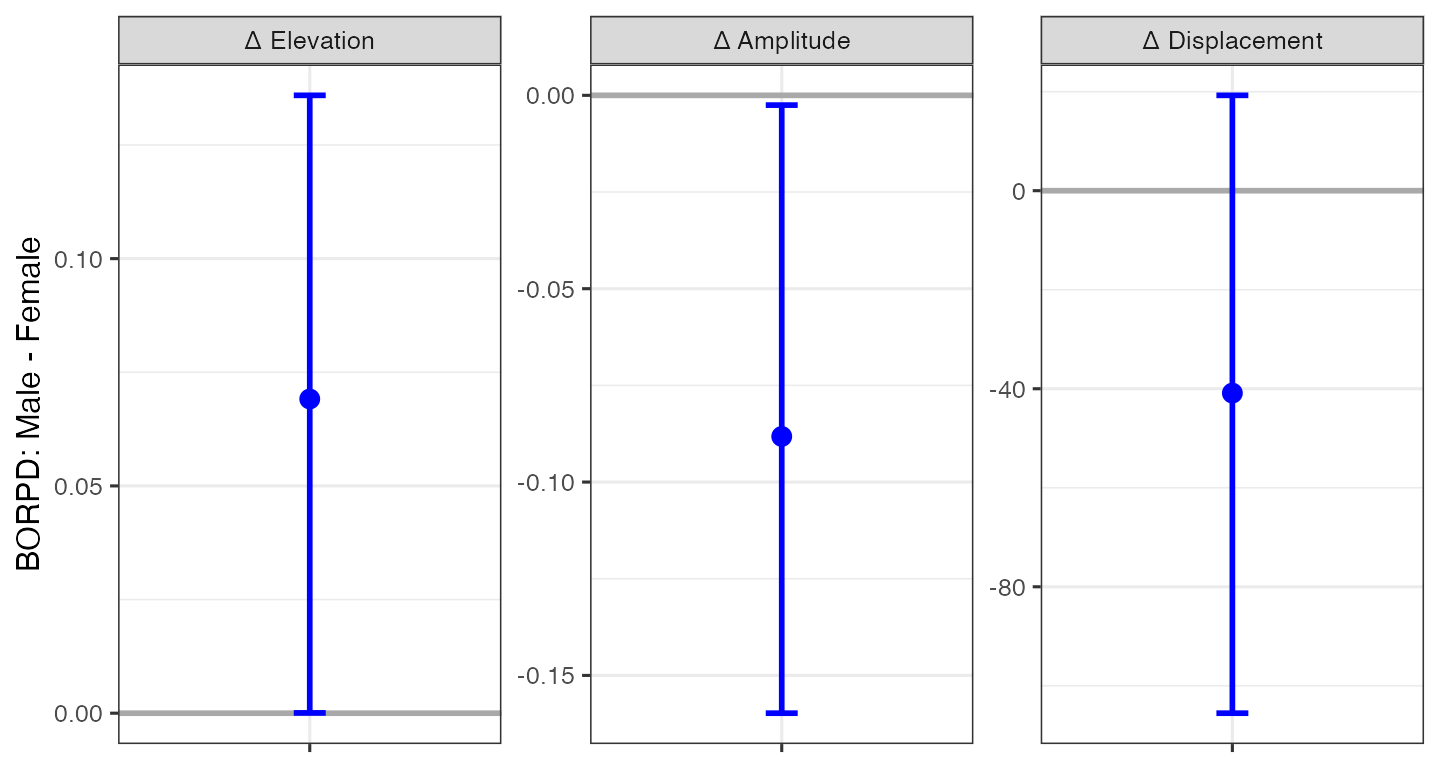 Δ Elevation
Δ Amplitude
Δ Displacement
BORPD: Male - Female
0.10
0.05
0.00
0.00
-0.05
-0.10
-0.15
0
-40
-80